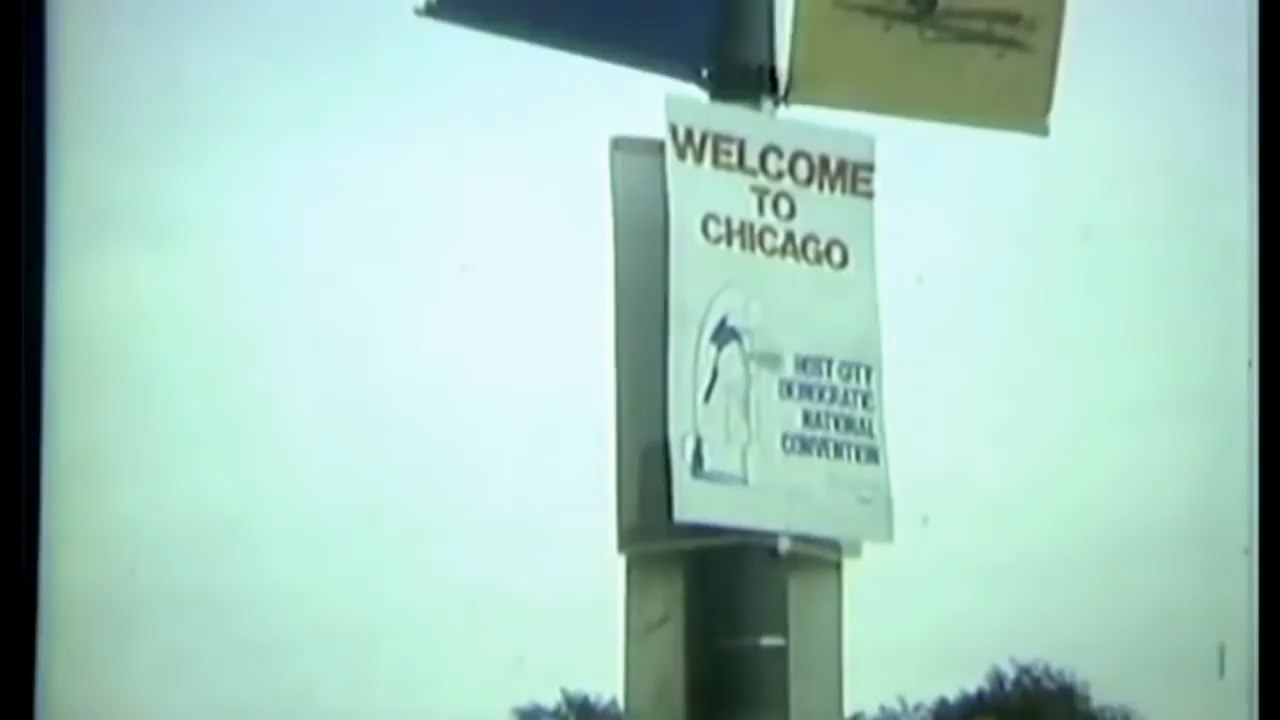 WELCOME
TO
CHICAGO
HOST CITY
DEMOCRATIC
NATIONAL
CONVENTION